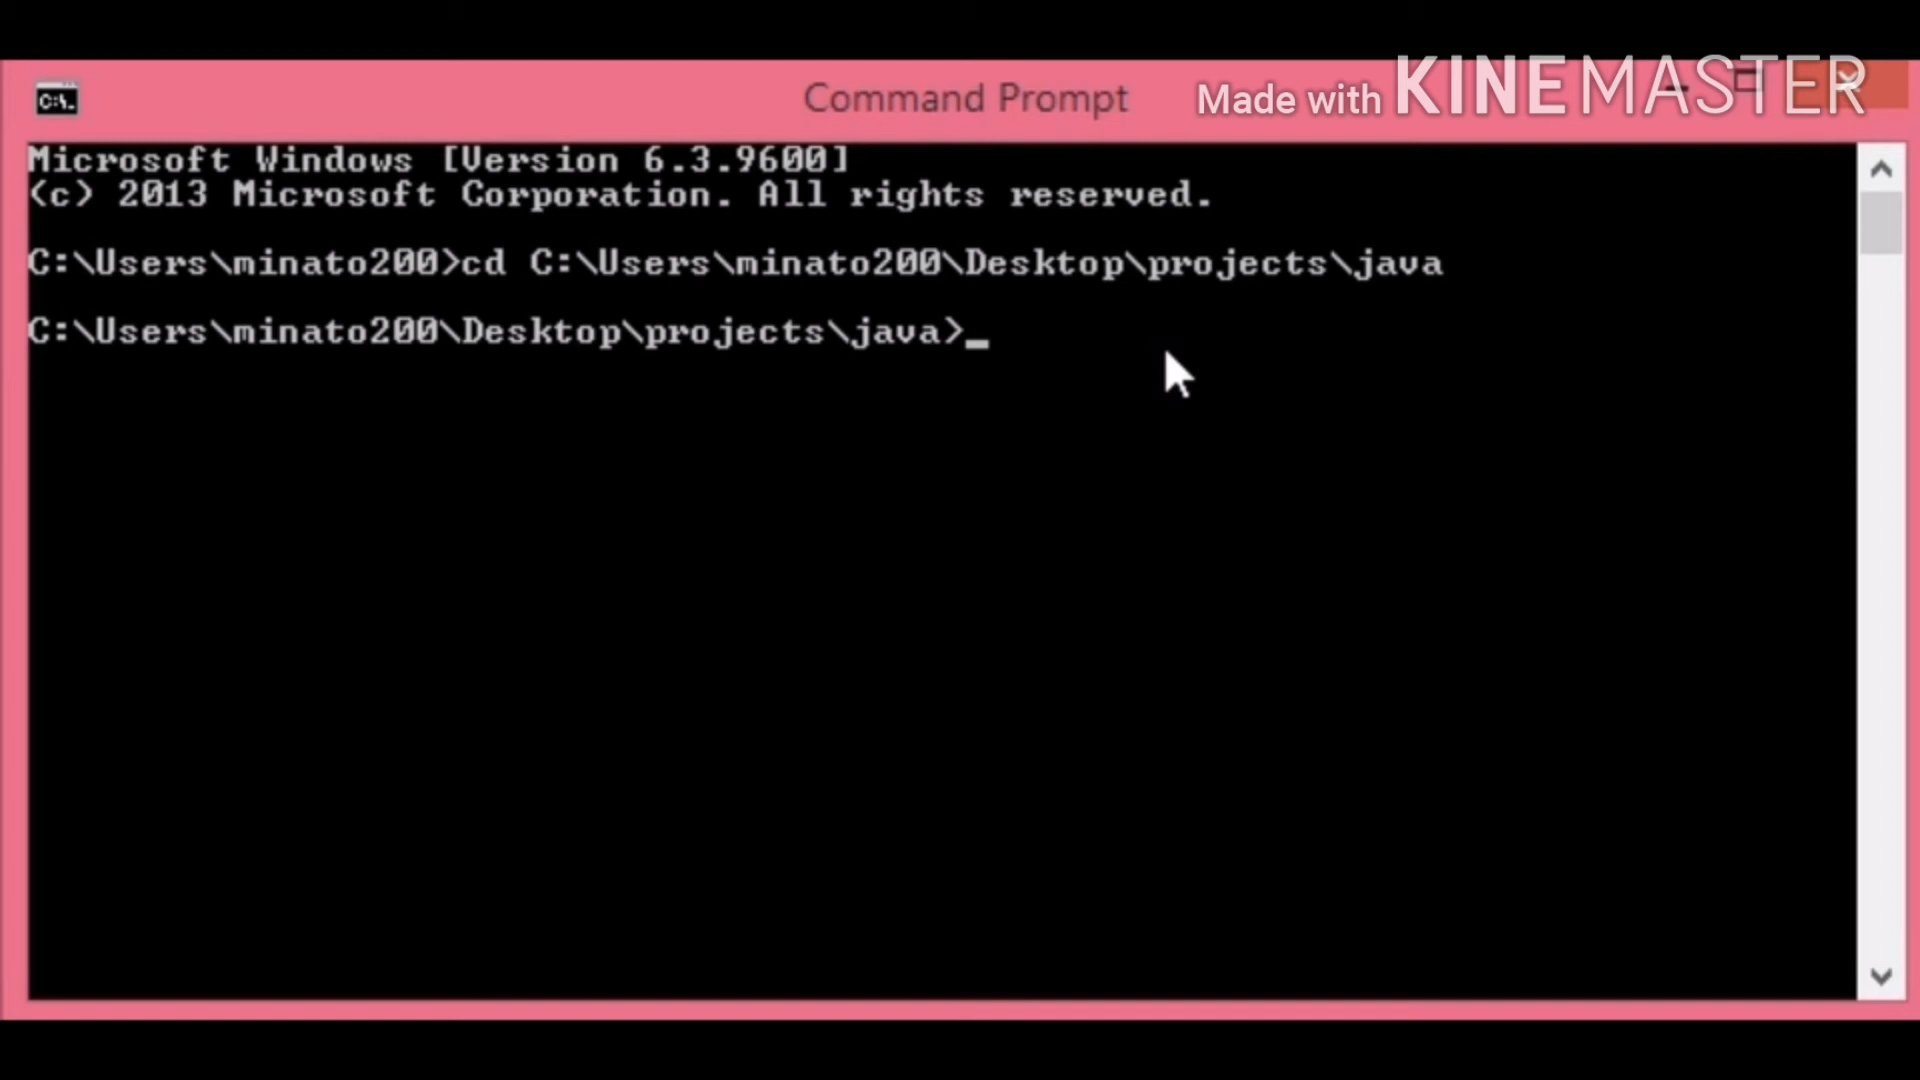 C:\.
Command Prompt
Made with KINEMASTER
Microsoft Windows [Version 6.3.9600]
(c) 2013 Microsoft Corporation. All rights reserved.
C:\Users\minato200>cd C:\Users\minato200\Desktop\projects\java
C:\Users\minato200\Desktop\projects\java>_